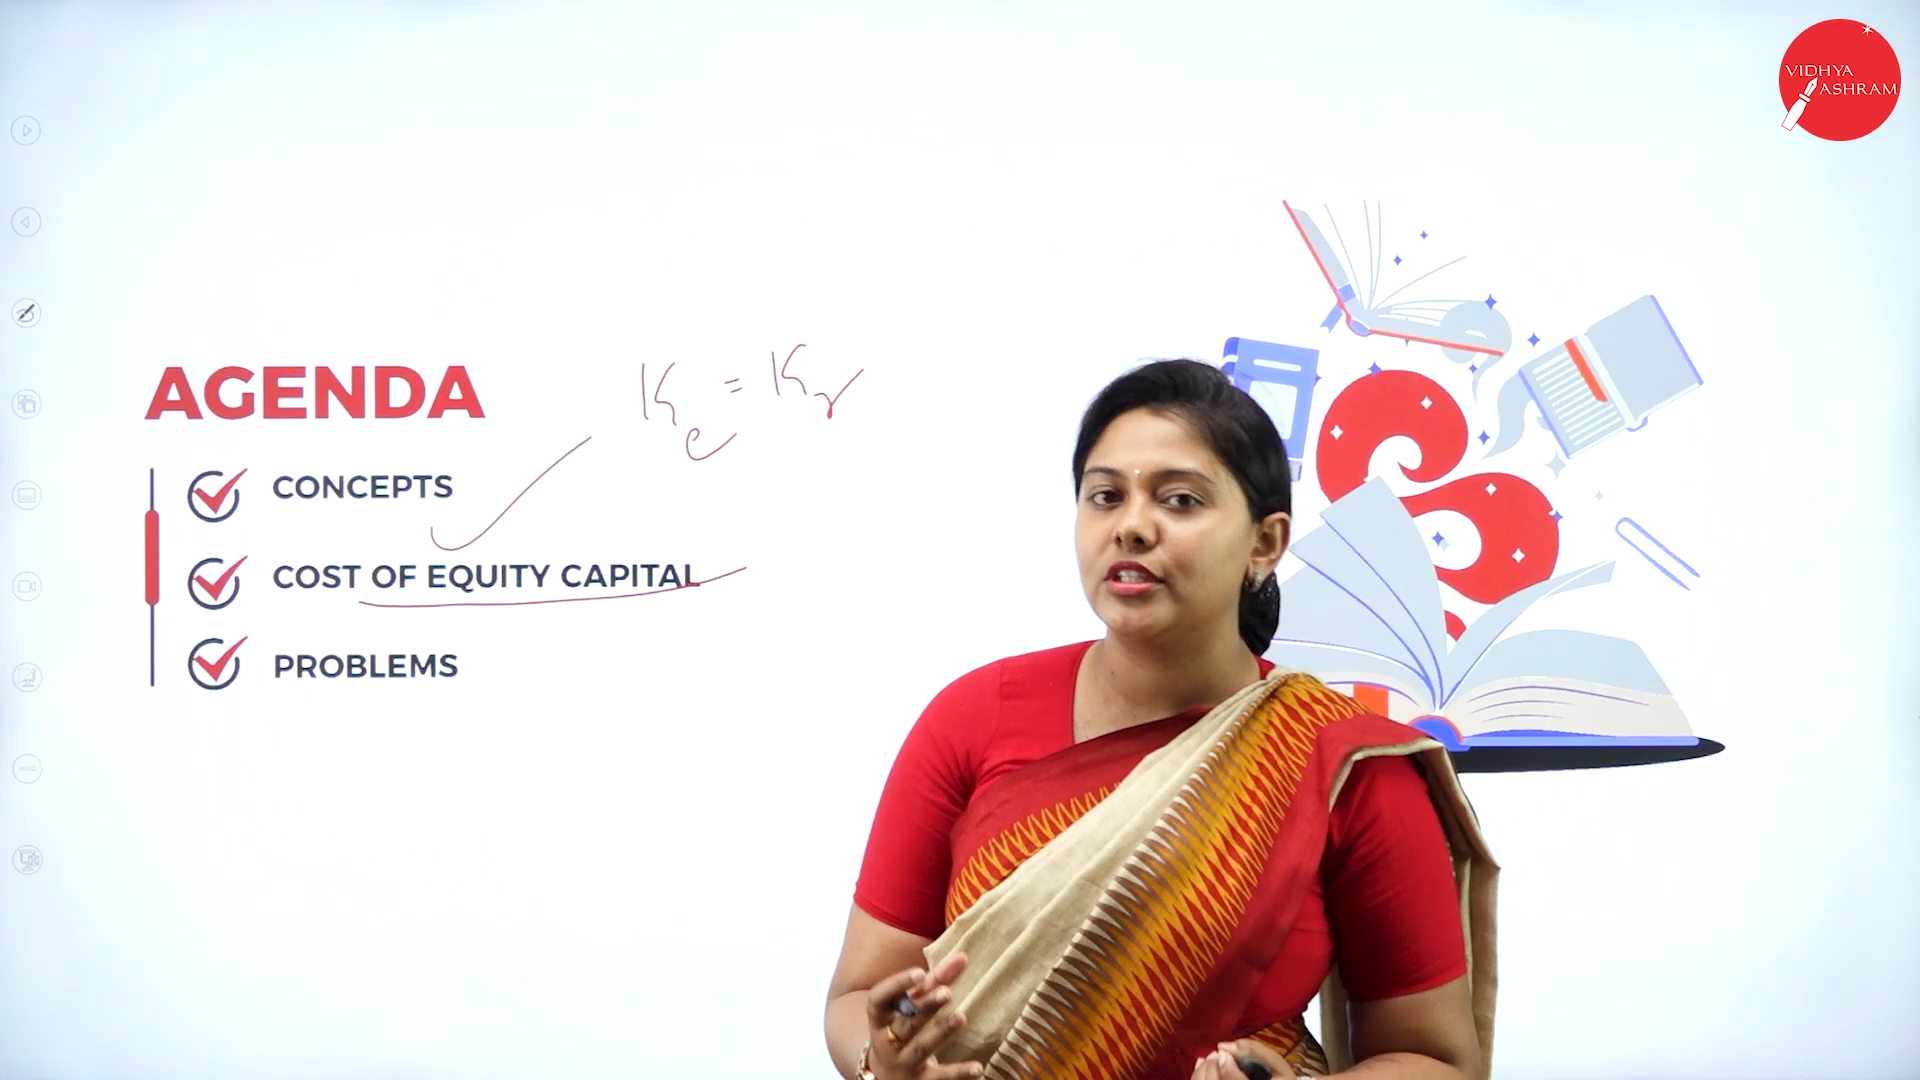 VIDHYA
ASHRAM
AGENDA
Ke = Kr
CONCEPTS
COST OF EQUITY CAPITAL
PROBLEMS